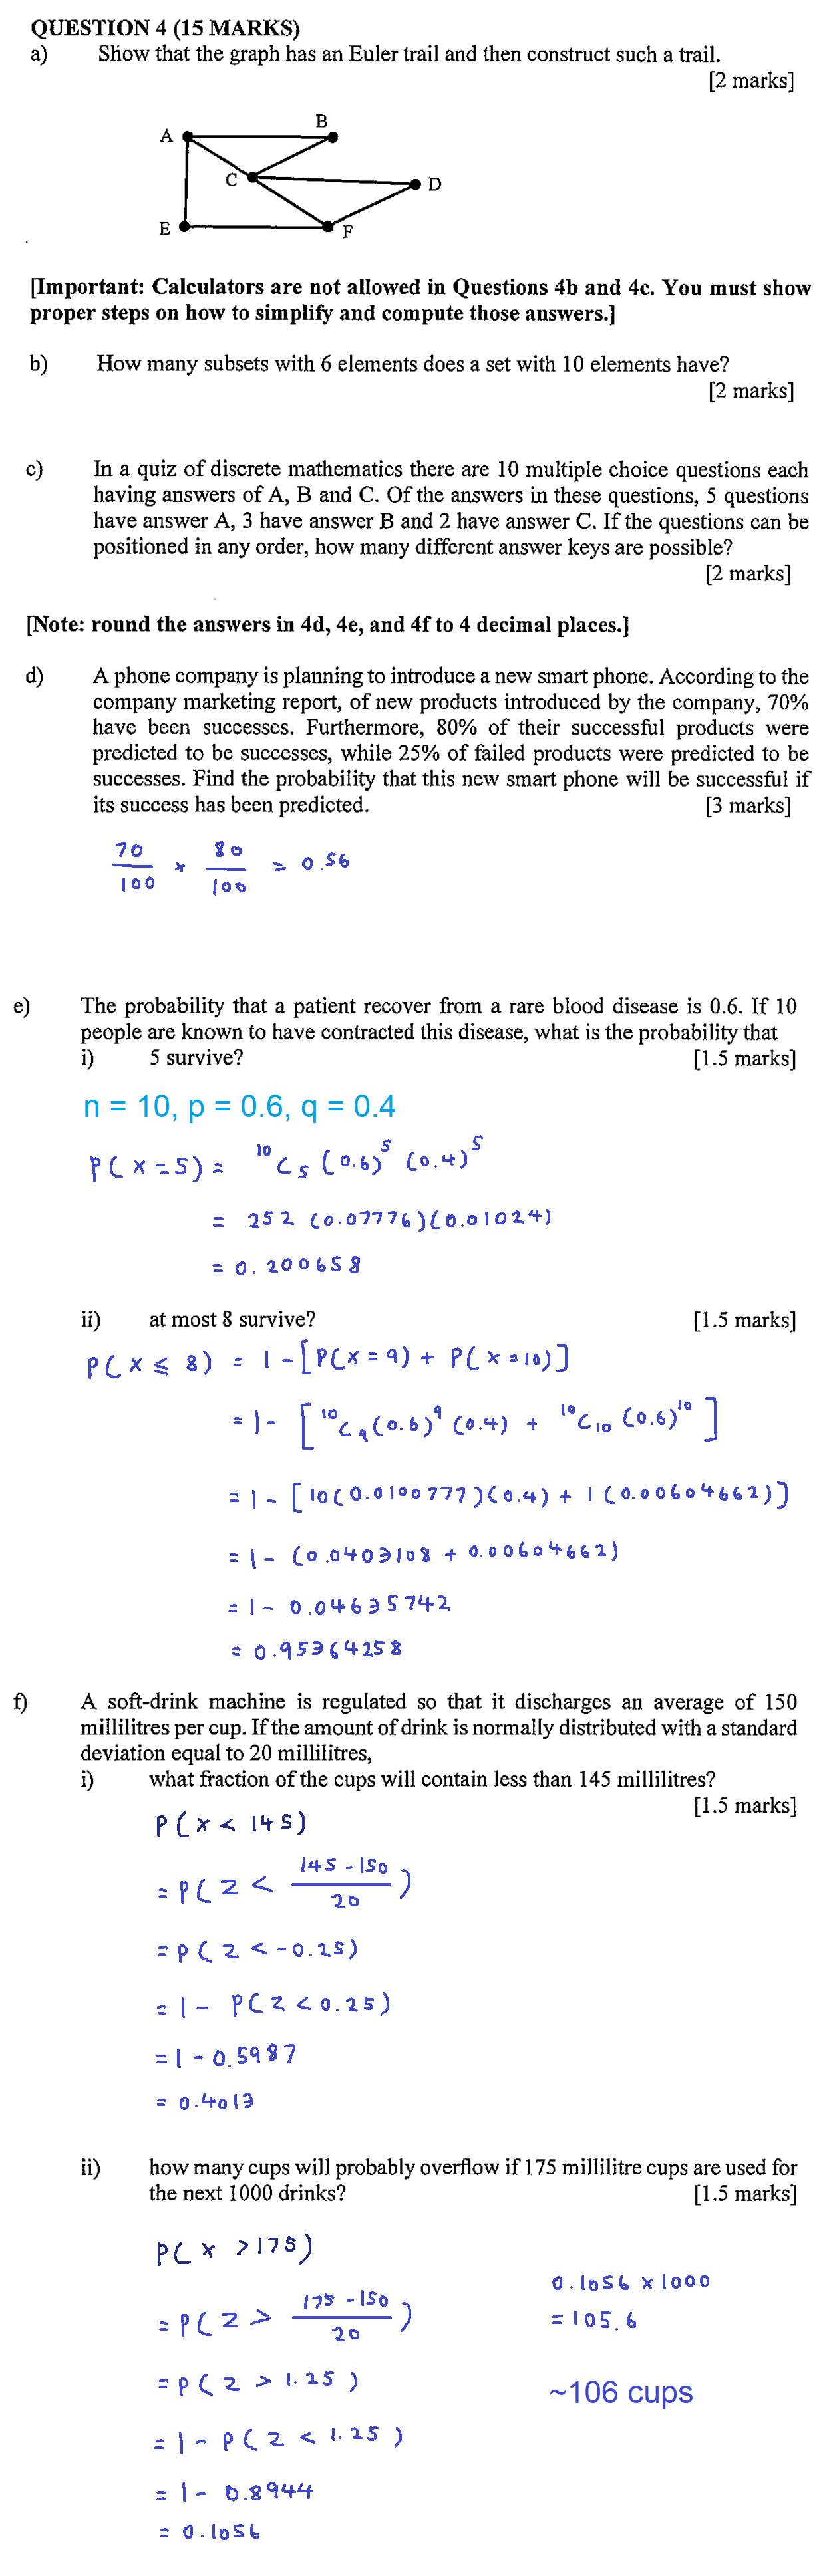 QUESTION 4 (15 MARKS)
a) Show that the graph has an Euler trail and then construct such a trail.
[2 marks]
A
B
C
D
E
F
[Important: Calculators are not allowed in Questions 4b and 4c. You must show
proper steps on how to simplify and compute those answers.]
b) How many subsets with 6 elements does a set with 10 elements have?
[2 marks]
c) In a quiz of discrete mathematics there are 10 multiple choice questions each
having answers of A, B and C. Of the answers in these questions, 5 questions
have answer A, 3 have answer B and 2 have answer C. If the questions can be
positioned in any order, how many different answer keys are possible?
[2 marks]
[Note: round the answers in 4d, 4e, and 4f to 4 decimal places.]
d) A phone company is planning to introduce a new smart phone. According to the
company marketing report, of new products introduced by the company, 70%
have been successes. Furthermore, 80% of their successful products were
predicted to be successes, while 25% of failed products were predicted to be
successes. Find the probability that this new smart phone will be successful if
its success has been predicted. [3 marks]
70/100 × 80/100 = 0.56
e) The probability that a patient recover from a rare blood disease is 0.6. If 10
people are known to have contracted this disease, what is the probability that
i) 5 survive? [1.5 marks]
n = 10, p = 0.6, q = 0.4
P(X=5) = ¹⁰C₅ (0.6)⁵ (0.4)⁵
= 252 (0.07776)(0.01024)
= 0.200658
ii) at most 8 survive? [1.5 marks]
P(X ≤ 8) = 1 - [P(X = 9) + P(X = 10)]
= 1 - [¹⁰C₉(0.6)⁹ (0.4) + ¹⁰C₁₀ (0.6)¹⁰]
= 1 - [10(0.0100777)(0.4) + 1(0.00604662)]
= 1 - (0.0403108 + 0.00604662)
= 1 - 0.04635742
= 0.95364258
f) A soft-drink machine is regulated so that it discharges an average of 150
millilitres per cup. If the amount of drink is normally distributed with a standard
deviation equal to 20 millilitres,
i) what fraction of the cups will contain less than 145 millilitres?
[1.5 marks]
P(X < 145)
= P(Z < (145 - 150)/20)
= P(Z < -0.25)
= 1 - P(Z < 0.25)
= 1 - 0.5987
= 0.4013
ii) how many cups will probably overflow if 175 millilitre cups are used for
the next 1000 drinks? [1.5 marks]
P(X > 175)
= P(Z > (175 - 150)/20)
= P(Z > 1.25)
= 1 - P(Z < 1.25)
= 1 - 0.8944
= 0.1056
0.1056 × 1000
= 105.6
~106 cups